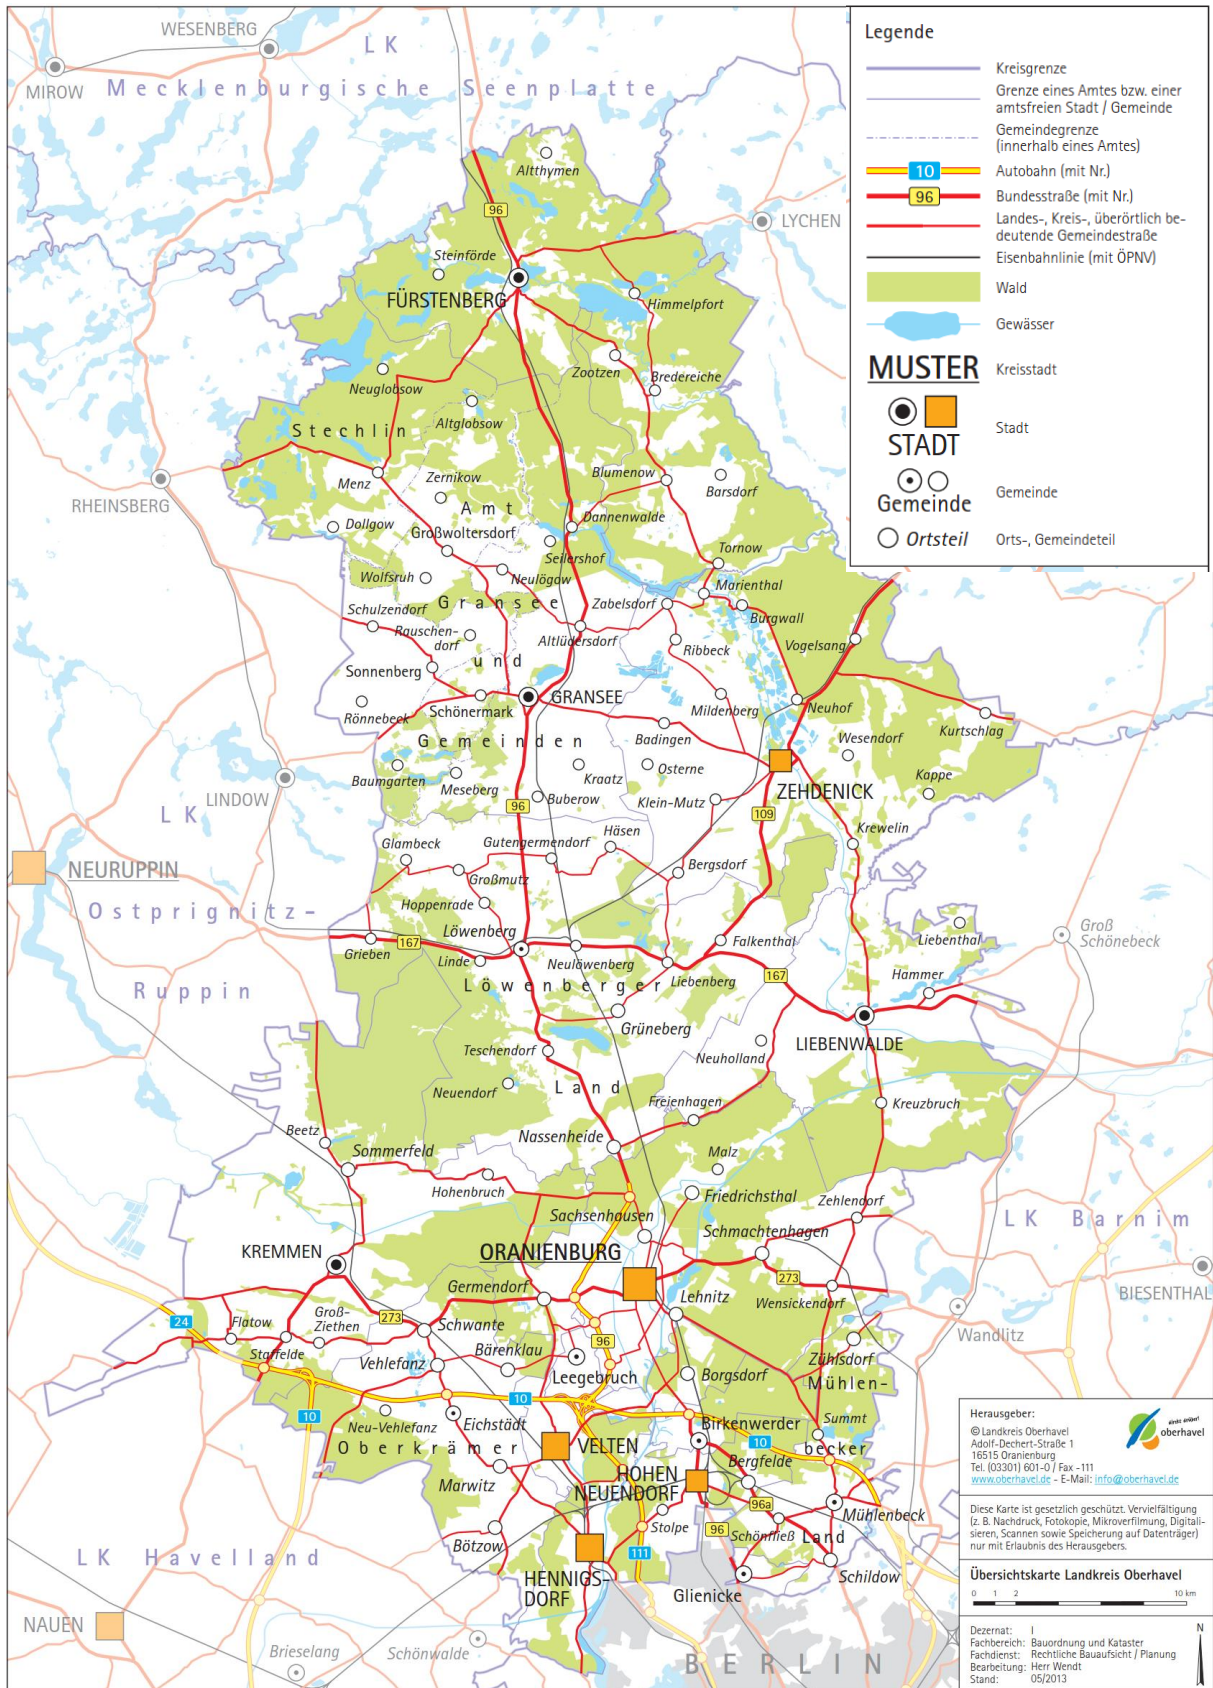 WESENBERG
LK
MIROW
Mecklenburgische Seenplatte
Legende
Kreisgrenze
Grenze eines Amtes bzw. einer
amtsfreien Stadt / Gemeinde
Gemeindegrenze
(innerhalb eines Amtes)
10
Autobahn (mit Nr.)
96
Bundesstraße (mit Nr.)
Landes-, Kreis-, überörtlich be-
deutende Gemeindestraße
Eisenbahnlinie (mit ÖPNV)
Wald
Gewässer
MUSTER
Kreisstadt
STADT
Stadt
Gemeinde
Gemeinde
Ortsteil
Orts-, Gemeindeteil
Altthymen
96
LYCHEN
Steinförde
FÜRSTENBERG
Himmelpfort
Zootzen
Neuglobsow
Bredereiche
Altglobsow
Stechlin
Menz
Zernikow
Blumenow
Barsdorf
RHEINSBERG
Amt
Dollgow
Großwoltersdorf
Dannenwalde
Seilershof
Tornow
Wolfsruh
Neulögow
Marienthal
Schulzendorf
Gransee
Zabelsdorf
Burgwall
Rauschen-
dorf
Altlüdersdorf
Ribbeck
Vogelsang
Sonnenberg
und
GRANSEE
Rönnebeck
Schönermark
Mildenberg
Neuhof
Kurtschlag
Gemeinden
Badingen
Wesendorf
Baumgarten
Meseberg
Kraatz
Osterne
Kappe
LINDOW
ZEHDENICK
LK
96
Buberow
Klein-Mutz
109
Krewelin
Glambeck
Gutengermendorf
Häsen
NEURUPPIN
Großmutz
Bergsdorf
Ostprignitz-
Hoppenrade
Liebenthal
Groß
Schönebeck
Löwenberg
167
Grieben
Linde
Neulöwenberg
Falkenthal
Liebenberg
167
Hammer
Ruppin
Löwenberger
Grüneberg
LIEBENWALDE
Teschendorf
Neuholland
Neuendorf
Land
Freienhagen
Kreuzbruch
Beetz
Nassenheide
Sommerfeld
Malz
Hohenbruch
Friedrichsthal
Zehlendorf
Sachsenhausen
LK Barnim
Schmachtenhagen
KREMMEN
ORANIENBURG
Germendorf
273
Lehnitz
Wensickendorf
BIESENTHAL
24
Flatow
Groß-
Ziethen
273
Schwante
96
Wandlitz
Staffelde
Vehlefanz
Bärenklau
Leegebruch
Zühlsdorf
Borgsdorf
Mühlen-
10
10
Neu-Vehlefanz
Eichstädt
Birkenwerder
Summt
10
Oberkrämer
VELTEN
becker
Bergfelde
HOHEN
NEUENDORF
Marwitz
96a
Mühlenbeck
Stolpe
96
Schönfließ
Land
Bötzow
LK Havelland
111
Schildow
HENNIGS-
DORF
Glienicke
NAUEN
Schönwalde
Brieselang
BERLIN
Herausgeber:
© Landkreis Oberhavel
Adolf-Dechert-Straße 1
16515 Oranienburg
Tel. (03301) 601-0 / Fax -111
www.oberhavel.de - E-Mail: info@oberhavel.de
oberhavel
Diese Karte ist gesetzlich geschützt. Vervielfältigung
(z. B. Nachdruck, Fotokopie, Mikroverfilmung, Digitali-
sieren, Scannen sowie Speicherung auf Datenträger)
nur mit Erlaubnis des Herausgebers.
Übersichtskarte Landkreis Oberhavel
0 1 2 10 km
Dezernat: I
Fachbereich: Bauordnung und Kataster
Fachdienst: Rechtliche Bauaufsicht / Planung
Bearbeitung: Herr Wendt
Stand: 05/2013
N